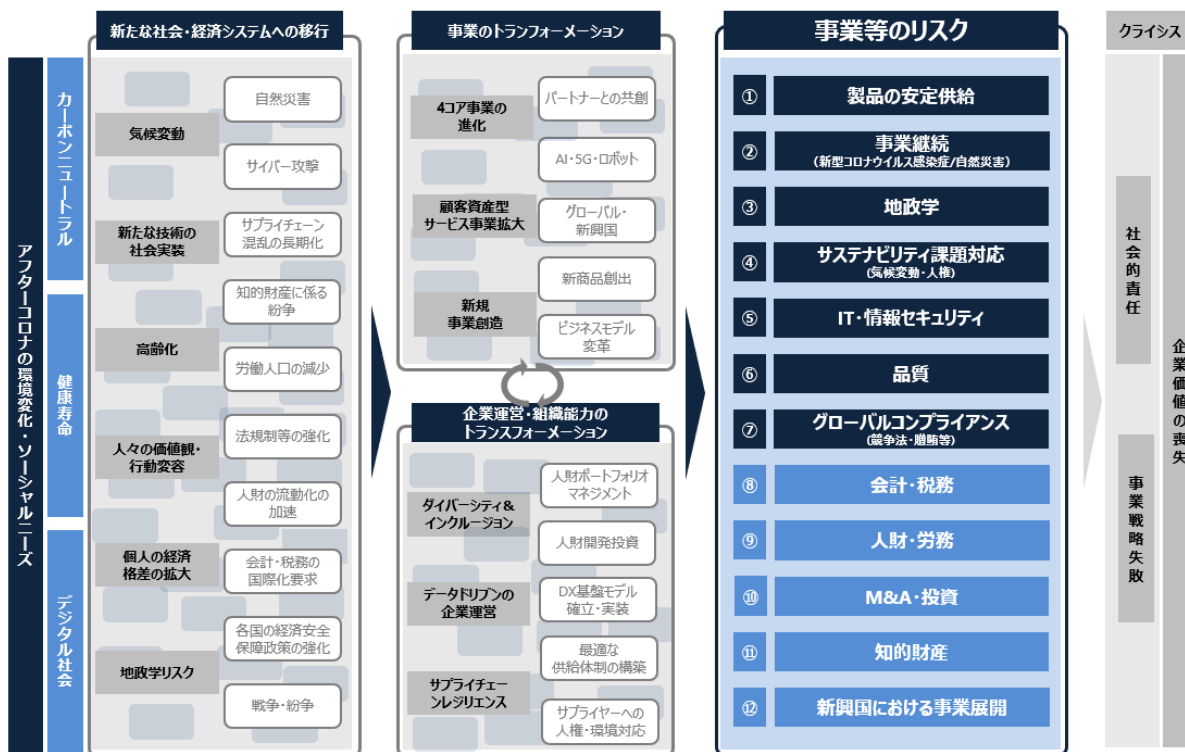 アフターコロナの環境変化・ソーシャルニーズ
カーボンニュートラル
健康寿命
デジタル社会
新たな社会・経済システムへの移行
気候変動
新たな技術の
社会実装
高齢化
人々の価値観・
行動変容
個人の経済
格差の拡大
地政学リスク
自然災害
サイバー攻撃
サプライチェーン
混乱の長期化
知的財産に係る
紛争
労働人口の減少
法規制等の強化
人財の流動化の
加速
会計・税務の
国際化要求
各国の経済安全
保障政策の強化
戦争・紛争
事業のトランフォーメーション
4コア事業の
進化
顧客資産型
サービス事業拡大
新規
事業創造
パートナーとの共創
AI・5G・ロボット
グローバル・
新興国
新商品創出
ビジネスモデル
変革
企業運営・組織能力の
トランスフォーメーション
ダイバーシティ&
インクルージョン
データドリブンの
企業運営
サプライチェー
ンレジリエンス
人財ポートフォリオ
マネジメント
人財開発投資
DX基盤モデル
確立・実装
最適な
供給体制の構築
サプライヤーへの
人権・環境対応
事業等のリスク
① 製品の安定供給
② 事業継続
(新型コロナウイルス感染症/自然災害)
③ 地政学
④ サステナビリティ課題対応
(気候変動・人権)
⑤ IT・情報セキュリティ
⑥ 品質
⑦ グローバルコンプライアンス
(競争法・贈賄等)
⑧ 会計・税務
⑨ 人財・労務
⑩ M&A・投資
⑪ 知的財産
⑫ 新興国における事業展開
クライシス
社会的責任
事業戦略失敗
企業価値の喪失